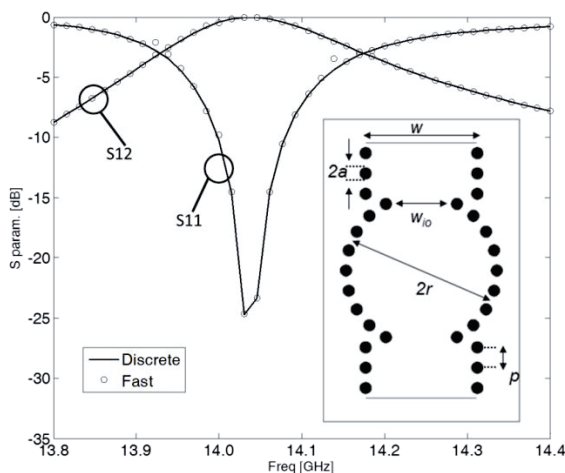 0
-5
-10
-15
-20
-25
-30
-35
S param. [dB]
13.8 13.9 14.0 14.1 14.2 14.3 14.4
Freq [GHz]
S12
S11
Discrete
Fast
w
2a
w_io
2r
p